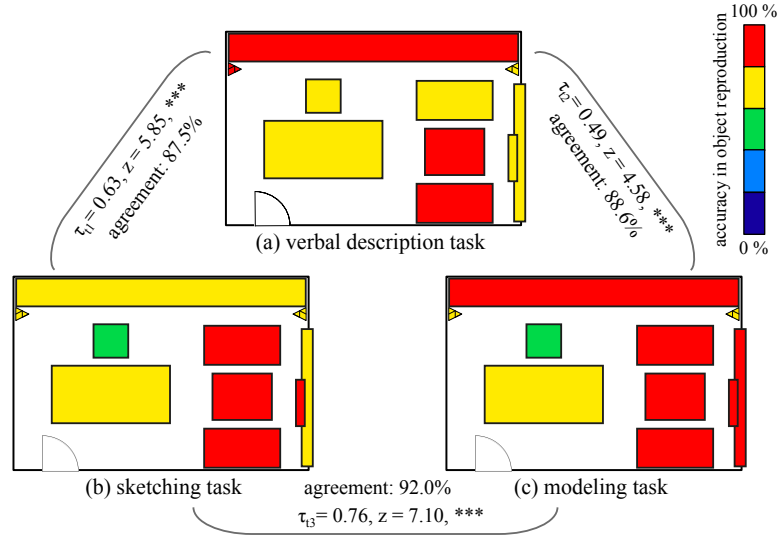 100 %
accuracy in object reproduction
0 %
τt1= 0.63, z = 5.85, ***
agreement: 87.5%
τt2= 0.49, z = 4.58, ***
agreement: 88.6%
(a) verbal description task
(b) sketching task
(c) modeling task
agreement: 92.0%
τt3= 0.76, z = 7.10, ***